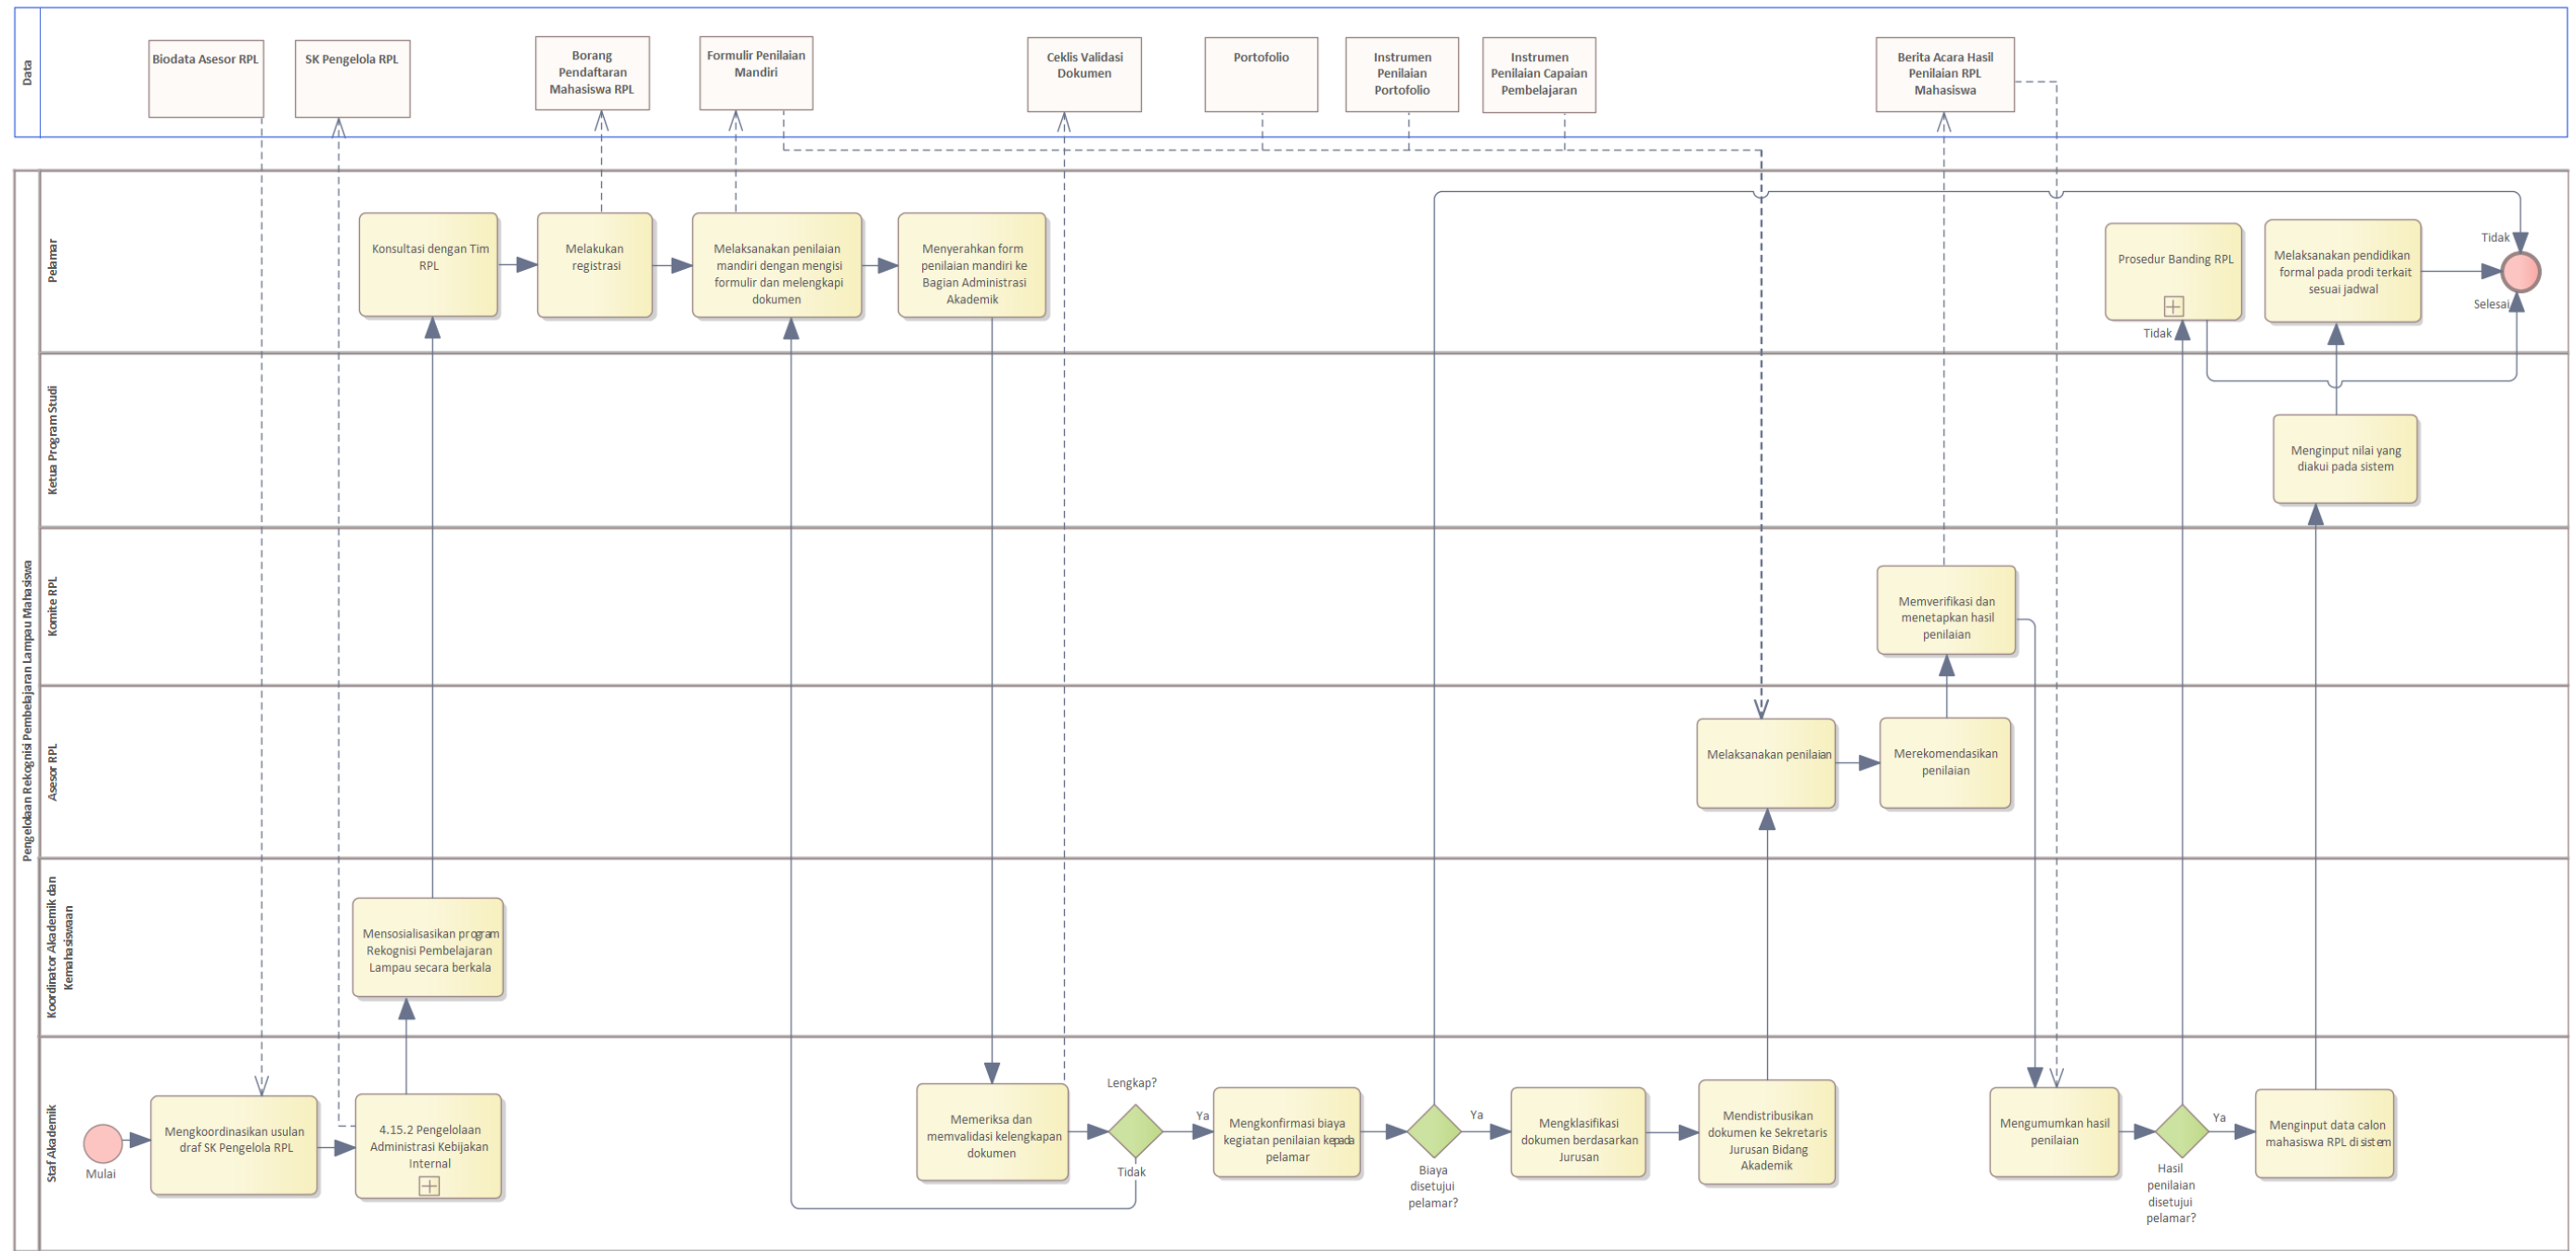 Data
Biodata Asesor RPL
SK Pengelola RPL
Borang
Pendaftaran
Mahasiswa RPL
Formulir Penilaian
Mandiri
Ceklis Validasi
Dokumen
Portofolio
Instrumen
Penilaian
Portofolio
Instrumen
Penilaian Capaian
Pembelajaran
Berita Acara Hasil
Penilaian RPL
Mahasiswa
Pengelolaan Rekognisi Pembelajaran Lampau Mahasiswa
Pelamar
Konsultasi dengan Tim
RPL
Melakukan
registrasi
Melaksanakan penilaian
mandiri dengan mengisi
formulir dan melengkapi
dokumen
Menyerahkan form
penilaian mandiri ke
Bagian Administrasi
Akademik
Prosedur Banding RPL
Tidak
Melaksanakan pendidikan
formal pada prodi terkait
sesuai jadwal
Tidak
Selesai
Ketua Program Studi
Menginput nilai yang
diakui pada sistem
Komite RPL
Memverifikasi dan
menetapkan hasil
penilaian
Asesor RPL
Melaksanakan penilaian
Merekomendasikan
penilaian
Koordinator Akademik dan
Kemahasiswaan
Mensosialisasikan program
Rekognisi Pembelajaran
Lampau secara berkala
Staf Akademik
Mulai
Mengkoordinasikan usulan
draf SK Pengelola RPL
4.15.2 Pengelolaan
Administrasi Kebijakan
Internal
Memeriksa dan
memvalidasi kelengkapan
dokumen
Lengkap?
Ya
Tidak
Mengkonfirmasi biaya
kegiatan penilaian kepada
pelamar
Biaya
disetujui
pelamar?
Ya
Mengklasifikasi
dokumen berdasarkan
Jurusan
Mendistribusikan
dokumen ke Sekretaris
Jurusan Bidang
Akademik
Mengumumkan hasil
penilaian
Hasil
penilaian
disetujui
pelamar?
Ya
Menginput data calon
mahasiswa RPL di sistem